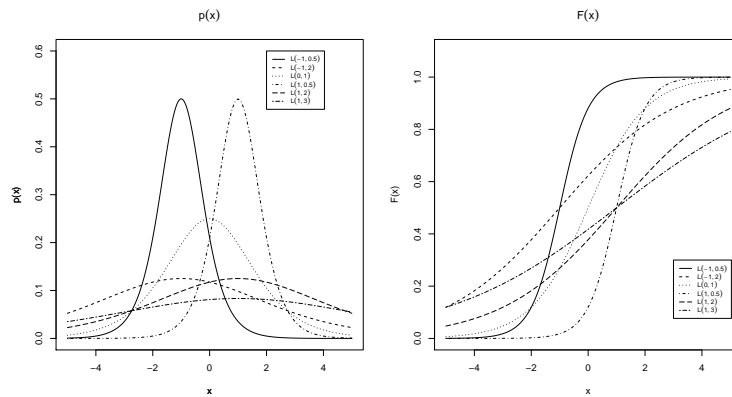 p(x)
p(x)
0.0
0.1
0.2
0.3
0.4
0.5
0.6
L(−1, 0.5)
L(−1, 2)
L(0, 1)
L(1, 0.5)
L(1, 2)
L(1, 3)
−4 −2 0 2 4
x
F(x)
F(x)
0.0
0.2
0.4
0.6
0.8
1.0
L(−1, 0.5)
L(−1, 2)
L(0, 1)
L(1, 0.5)
L(1, 2)
L(1, 3)
−4 −2 0 2 4
x